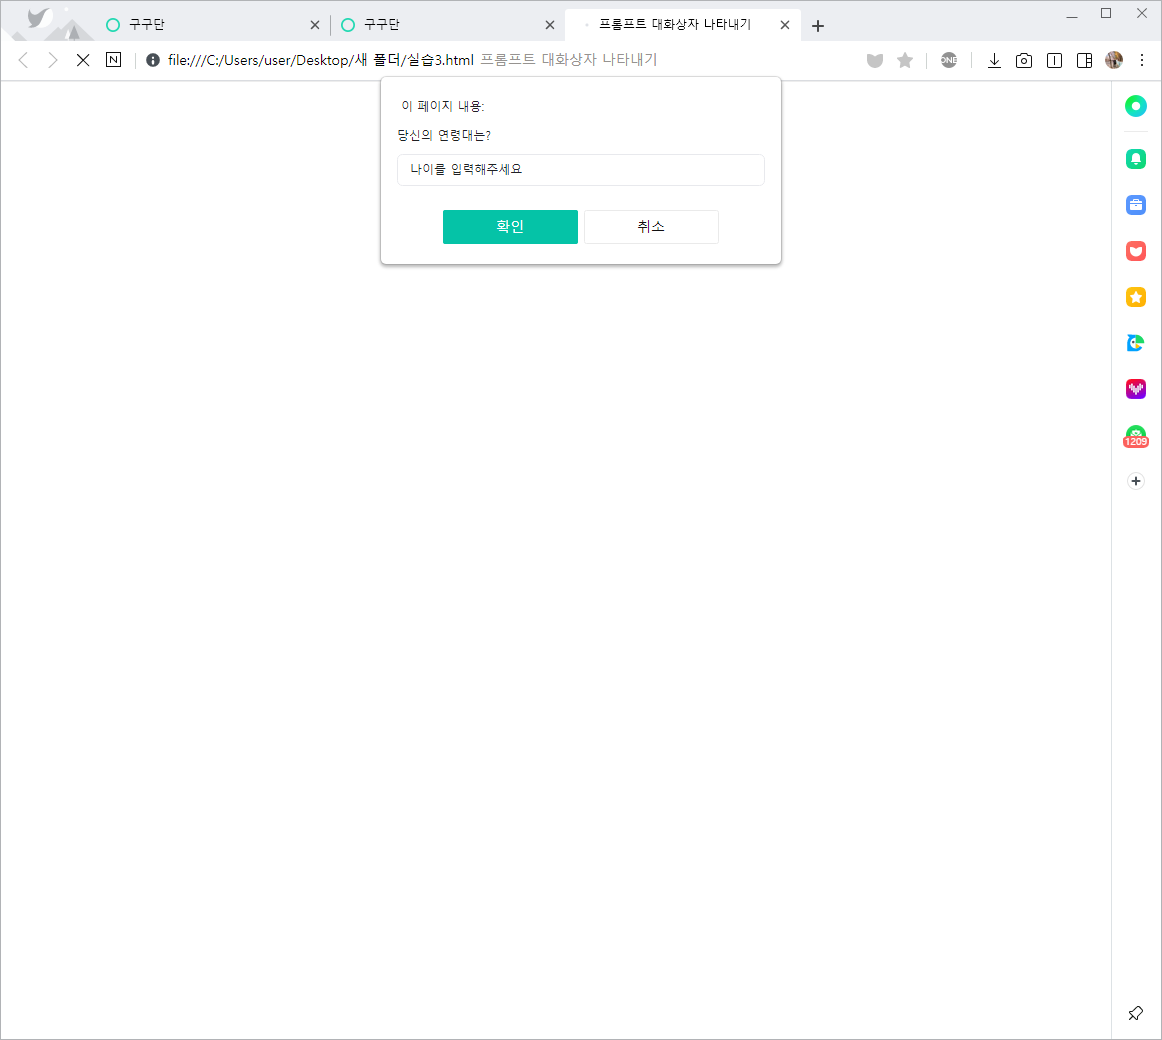 구구단
구구단
프롬프트 대화상자 나타내기
N
file:///C:/Users/user/Desktop/새 폴더/실습3.html 프롬프트 대화상자 나타내기
ONE
이 페이지 내용:
당신의 연령대는?
나이를 입력해주세요
확인 취소
1209